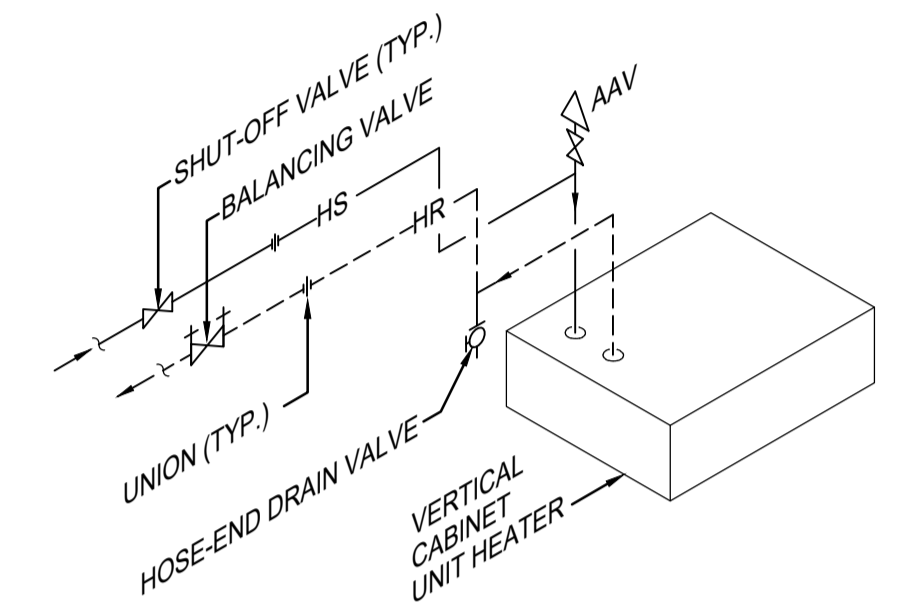 SHUT-OFF VALVE (TYP.)
BALANCING VALVE
AAV
HS
HR
UNION (TYP.)
HOSE-END DRAIN VALVE
VERTICAL
CABINET
UNIT HEATER